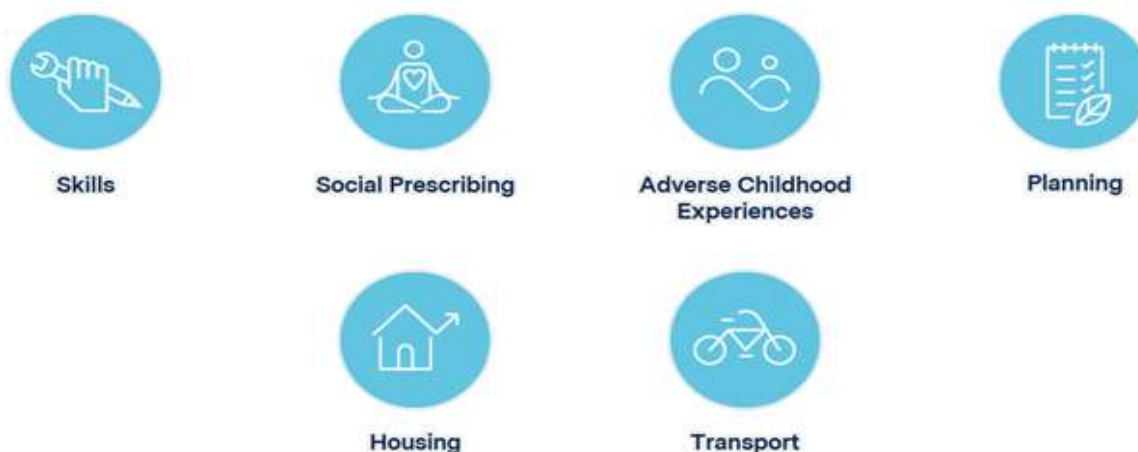 Skills
Social Prescribing
Adverse Childhood
Experiences
Planning
Housing
Transport